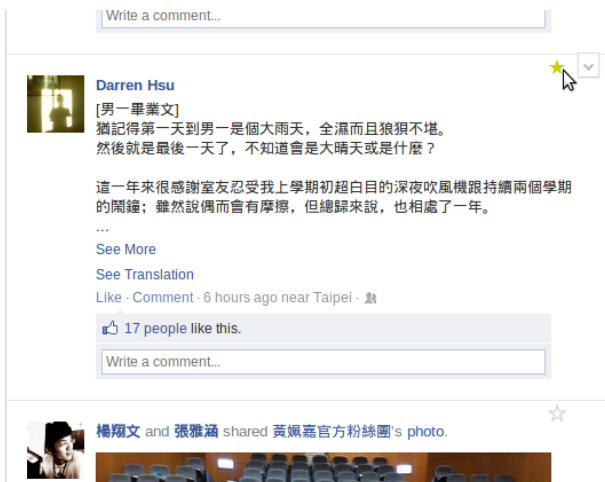 Write a comment...
Darren Hsu
[男一畢業文]
猶記得第一天到男一是個大雨天，全濕而且狼狽不堪。
然後就是最後一天了，不知道會是大晴天或是什麼？
這一年來很感謝室友忍受我上學期初超白目的深夜吹風機跟持續兩個學期
的鬧鐘；雖然說偶而會有摩擦，但總歸來說，也相處了一年。
...
See More
See Translation
Like · Comment · 6 hours ago near Taipei ·
17 people like this.
Write a comment...
楊翔文 and 張雅涵 shared 黃姵嘉官方粉絲團's photo.